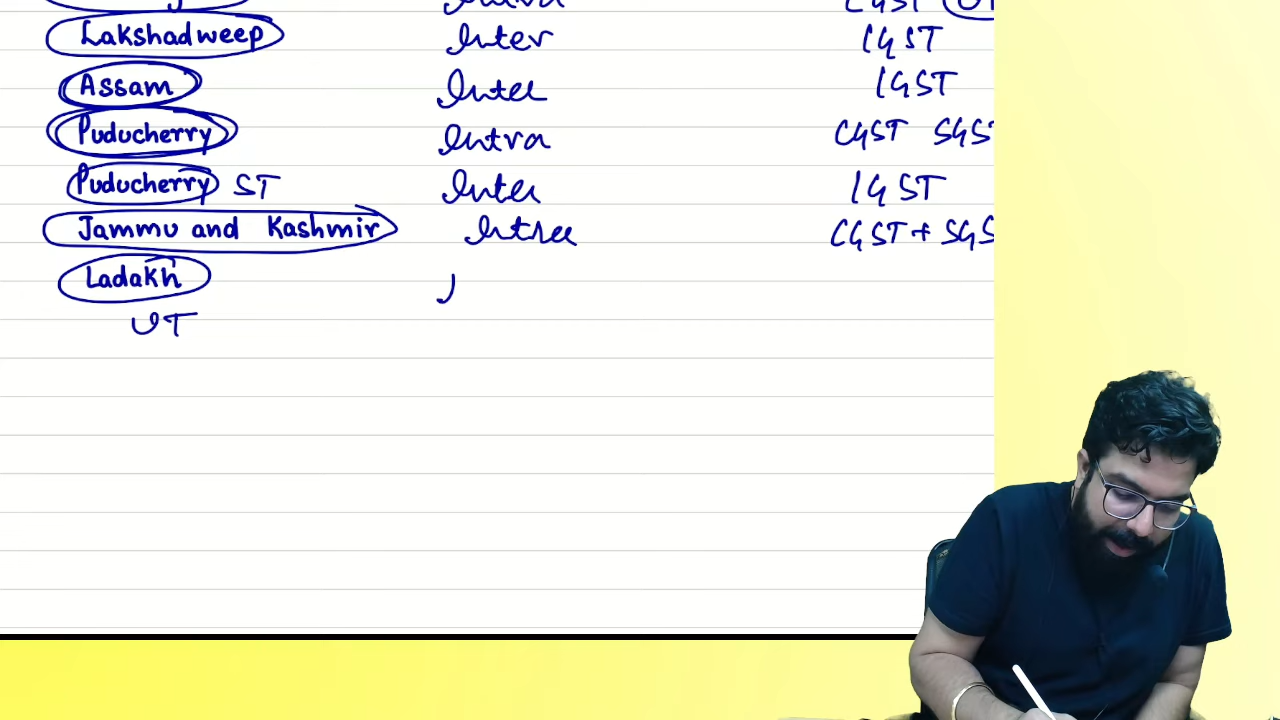 Lakshadweep Inter IGST
Assam Inter IGST
Puducherry Intra CGST SGST
Puducherry ST Inter IGST
Jammu and Kashmir Intra CGST + SGS
Ladakh
UT